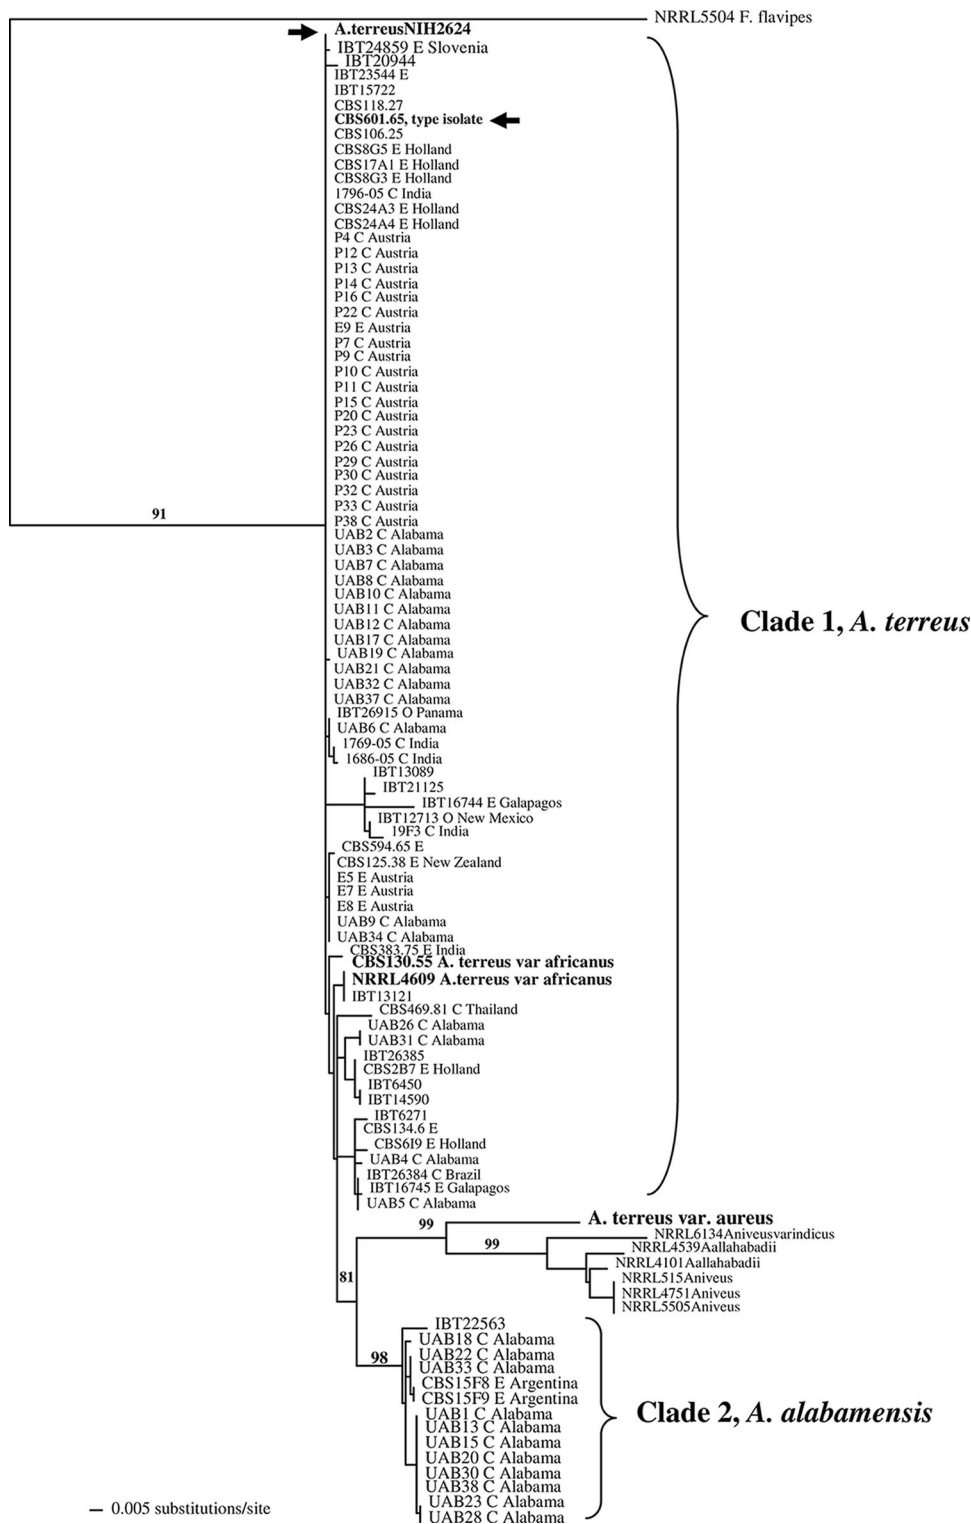 NRRL5504 F. flavipes
A.terreusNIH2624
IBT24859 E Slovenia
IBT20944
IBT23544 E
IBT15722
CBS118.27
CBS601.65, type isolate
CBS106.25
CBS8G5 E Holland
CBS17A1 E Holland
CBS8G3 E Holland
1796-05 C India
CBS24A3 E Holland
CBS24A4 E Holland
P4 C Austria
P12 C Austria
P13 C Austria
P14 C Austria
P16 C Austria
P22 C Austria
E9 E Austria
P7 C Austria
P9 C Austria
P10 C Austria
P11 C Austria
P15 C Austria
P20 C Austria
P23 C Austria
P26 C Austria
P29 C Austria
P30 C Austria
P32 C Austria
P33 C Austria
P38 C Austria
91
UAB2 C Alabama
UAB3 C Alabama
UAB7 C Alabama
UAB8 C Alabama
UAB10 C Alabama
UAB11 C Alabama
UAB12 C Alabama
Clade 1, A. terreus
UAB17 C Alabama
UAB19 C Alabama
UAB21 C Alabama
UAB32 C Alabama
UAB37 C Alabama
IBT26915 O Panama
UAB6 C Alabama
1769-05 C India
1686-05 C India
IBT13089
IBT21125
IBT16744 E Galapagos
IBT12713 O New Mexico
19F3 C India
CBS594.65 E
CBS125.38 E New Zealand
E5 E Austria
E7 E Austria
E8 E Austria
UAB9 C Alabama
UAB34 C Alabama
CBS383.75 E India
CBS130.55 A. terreus var africanus
NRRL4609 A.terreus var africanus
IBT13121
CBS469.81 C Thailand
UAB26 C Alabama
UAB31 C Alabama
IBT26385
CBS2B7 E Holland
IBT6450
IBT14590
IBT6271
CBS134.6 E
CBS6I9 E Holland
UAB4 C Alabama
IBT26384 C Brazil
IBT16745 E Galapagos
UAB5 C Alabama
99
A. terreus var. aureus
99
NRRL6134Aniveusvarindicus
NRRL4539Aallahabadii
NRRL4101Aallahabadii
81
NRRL515Aniveus
NRRL4751Aniveus
NRRL5505Aniveus
IBT22563
UAB18 C Alabama
98
UAB22 C Alabama
UAB33 C Alabama
CBS15F8 E Argentina
CBS15F9 E Argentina
UAB1 C Alabama
Clade 2, A. alabamensis
UAB13 C Alabama
UAB15 C Alabama
UAB20 C Alabama
UAB30 C Alabama
UAB38 C Alabama
UAB23 C Alabama
UAB28 C Alabama
0.005 substitutions/site